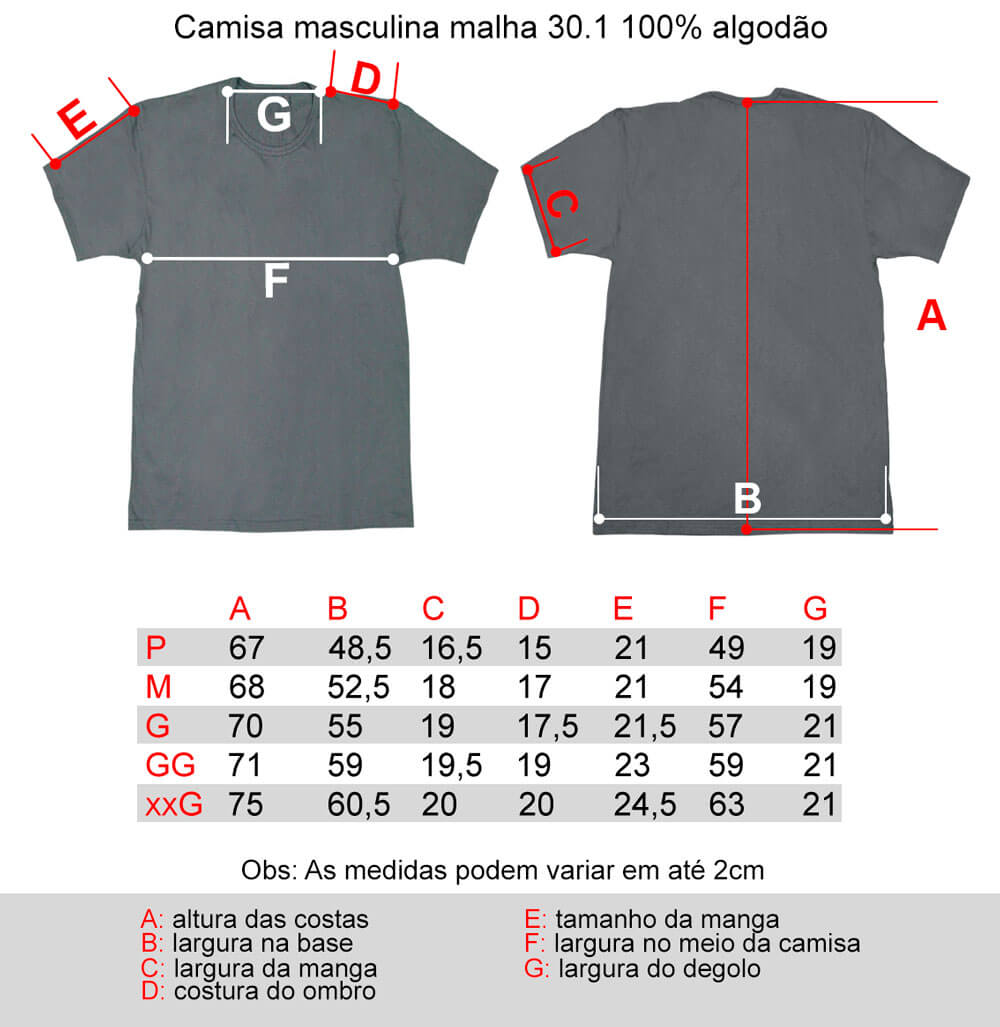 Camisa masculina malha 30.1 100% algodão
E
G
D
F
C
A
B
A B C D E F G
P 67 48,5 16,5 15 21 49 19
M 68 52,5 18 17 21 54 19
G 70 55 19 17,5 21,5 57 21
GG 71 59 19,5 19 23 59 21
xxG 75 60,5 20 20 24,5 63 21
Obs: As medidas podem variar em até 2cm
A: altura das costas
B: largura na base
C: largura da manga
D: costura do ombro
E: tamanho da manga
F: largura no meio da camisa
G: largura do degolo